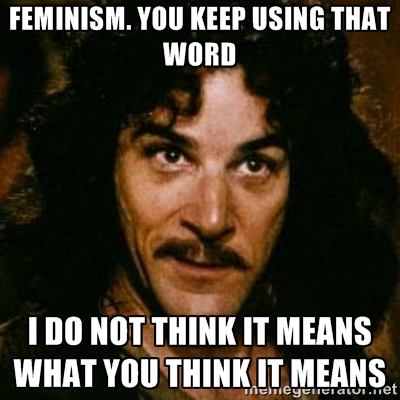 FEMINISM. YOU KEEP USING THAT
WORD
I DO NOT THINK IT MEANS
WHAT YOU THINK IT MEANS
memegenerator.net